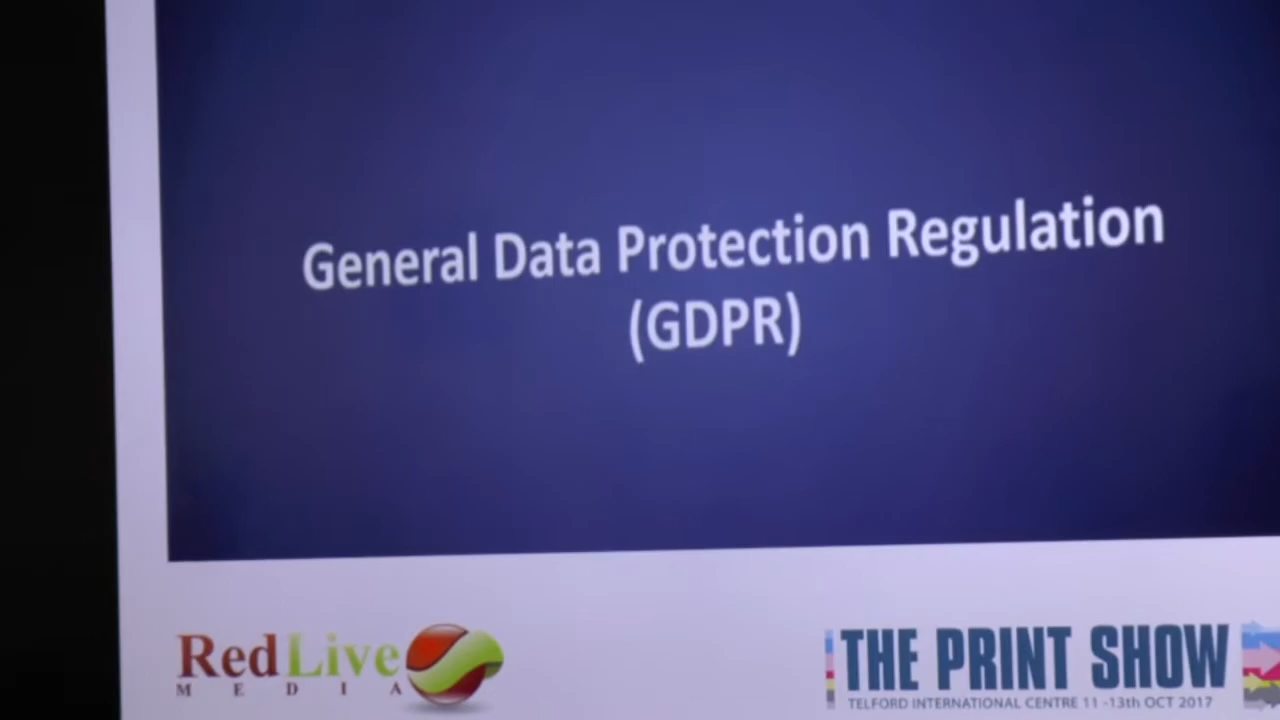 General Data Protection Regulation
(GDPR)
RedLive
MEDIA
THE PRINT SHOW
TELFORD INTERNATIONAL CENTRE 11 -13th OCT 2017